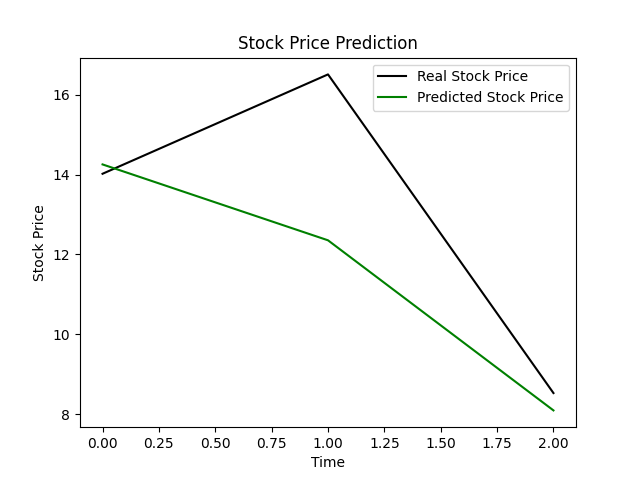 Stock Price Prediction
Real Stock Price
Predicted Stock Price
Stock Price
16
14
12
10
8
0.00 0.25 0.50 0.75 1.00 1.25 1.50 1.75 2.00
Time